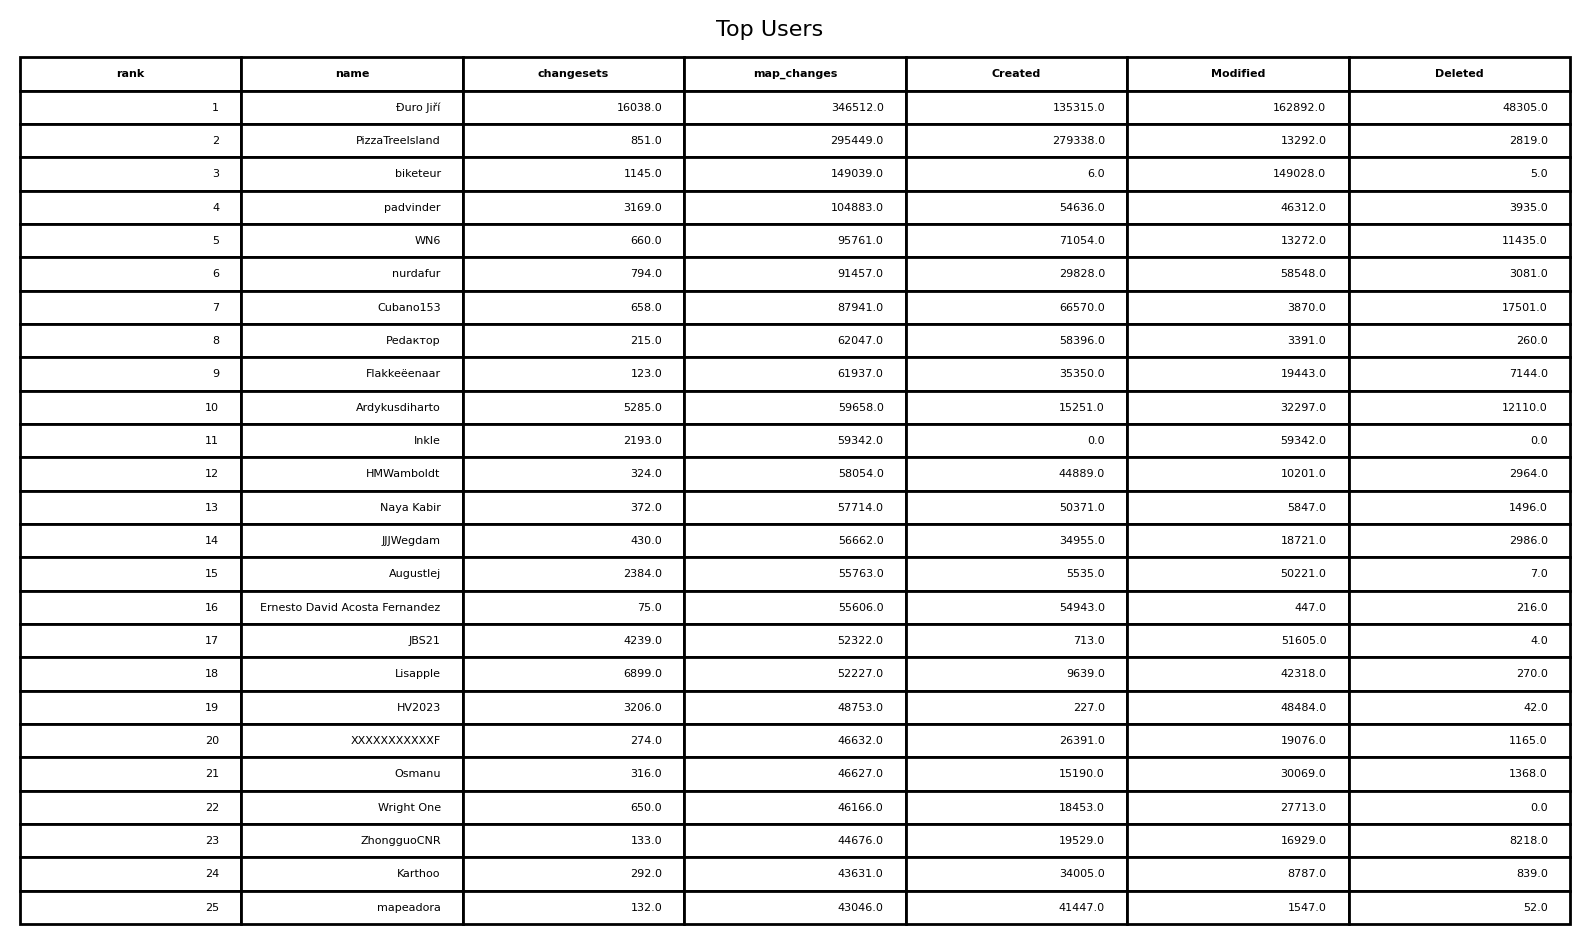 Top Users
rank name changesets map_changes Created Modified Deleted
1 Đuro Jiří 16038.0 346512.0 135315.0 162892.0 48305.0
2 PizzaTreeIsland 851.0 295449.0 279338.0 13292.0 2819.0
3 biketeur 1145.0 149039.0 6.0 149028.0 5.0
4 padvinder 3169.0 104883.0 54636.0 46312.0 3935.0
5 WN6 660.0 95761.0 71054.0 13272.0 11435.0
6 nurdafur 794.0 91457.0 29828.0 58548.0 3081.0
7 Cubano153 658.0 87941.0 66570.0 3870.0 17501.0
8 Pedaктор 215.0 62047.0 58396.0 3391.0 260.0
9 Flakkeëenaar 123.0 61937.0 35350.0 19443.0 7144.0
10 Ardykusdiharto 5285.0 59658.0 15251.0 32297.0 12110.0
11 Inkle 2193.0 59342.0 0.0 59342.0 0.0
12 HMWamboldt 324.0 58054.0 44889.0 10201.0 2964.0
13 Naya Kabir 372.0 57714.0 50371.0 5847.0 1496.0
14 JJJWegdam 430.0 56662.0 34955.0 18721.0 2986.0
15 Augustlej 2384.0 55763.0 5535.0 50221.0 7.0
16 Ernesto David Acosta Fernandez 75.0 55606.0 54943.0 447.0 216.0
17 JBS21 4239.0 52322.0 713.0 51605.0 4.0
18 Lisapple 6899.0 52227.0 9639.0 42318.0 270.0
19 HV2023 3206.0 48753.0 227.0 48484.0 42.0
20 XXXXXXXXXXXF 274.0 46632.0 26391.0 19076.0 1165.0
21 Osmanu 316.0 46627.0 15190.0 30069.0 1368.0
22 Wright One 650.0 46166.0 18453.0 27713.0 0.0
23 ZhongguoCNR 133.0 44676.0 19529.0 16929.0 8218.0
24 Karthoo 292.0 43631.0 34005.0 8787.0 839.0
25 mapeadora 132.0 43046.0 41447.0 1547.0 52.0